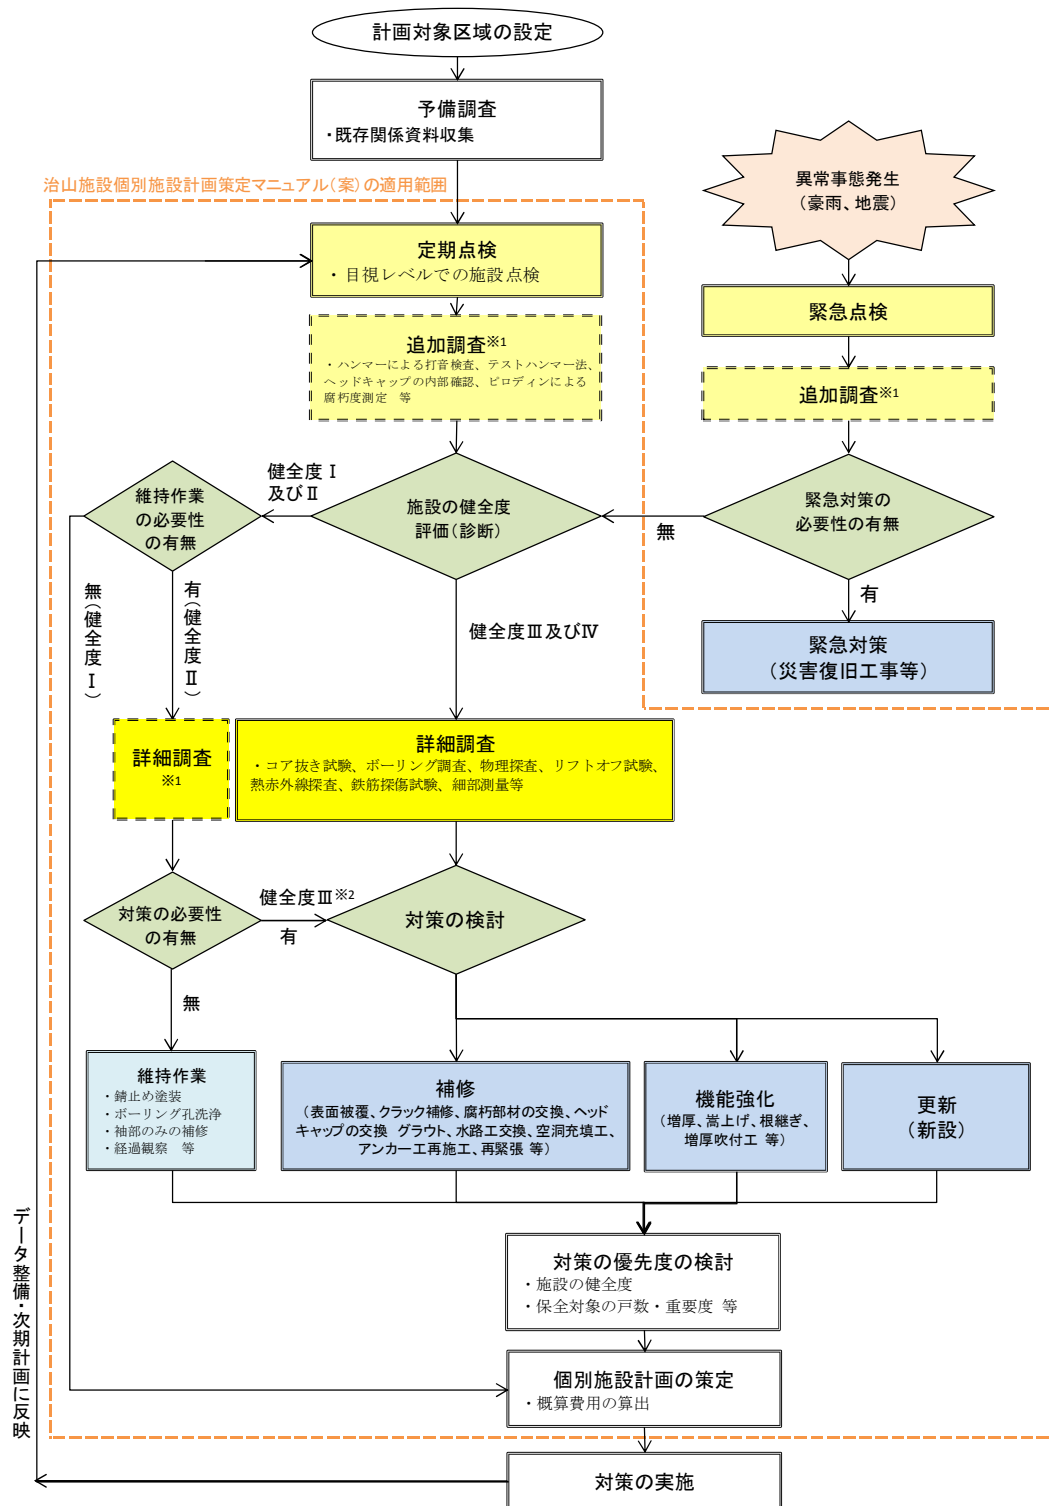 計画対象区域の設定
予備調査
・既存関係資料収集
治山施設個別施設計画策定マニュアル(案)の適用範囲
異常事態発生
(豪雨、地震)
定期点検
・目視レベルでの施設点検
緊急点検
追加調査※1
・ハンマーによる打音検査、テストハンマー法、
ヘッドキャップの内部確認、ピロディンによる
腐朽度測定 等
追加調査※1
健全度Ⅰ
及びⅡ
維持作業
の必要性
の有無
施設の健全度
評価(診断)
無
緊急対策の
必要性の有無
有
無(健全度Ⅰ)
有(健全度Ⅱ)
健全度Ⅲ及びⅣ
緊急対策
(災害復旧工事等)
詳細調査
※1
詳細調査
・コア抜き試験、ボーリング調査、物理探査、リフトオフ試験、
熱赤外線探査、鉄筋探傷試験、細部測量等
対策の必要性
の有無
健全度Ⅲ※2
有
対策の検討
無
維持作業
・錆止め塗装
・ボーリング孔洗浄
・袖部のみの補修
・経過観察 等
補修
(表面被覆、クラック補修、腐朽部材の交換、ヘッド
キャップの交換 グラウト、水路工交換、空洞充填工、
アンカー工再施工、再緊張 等)
機能強化
(増厚、嵩上げ、根継ぎ、
増厚吹付工 等)
更新
(新設)
データ整備・次期計画に反映
対策の優先度の検討
・施設の健全度
・保全対象の戸数・重要度 等
個別施設計画の策定
・概算費用の算出
対策の実施